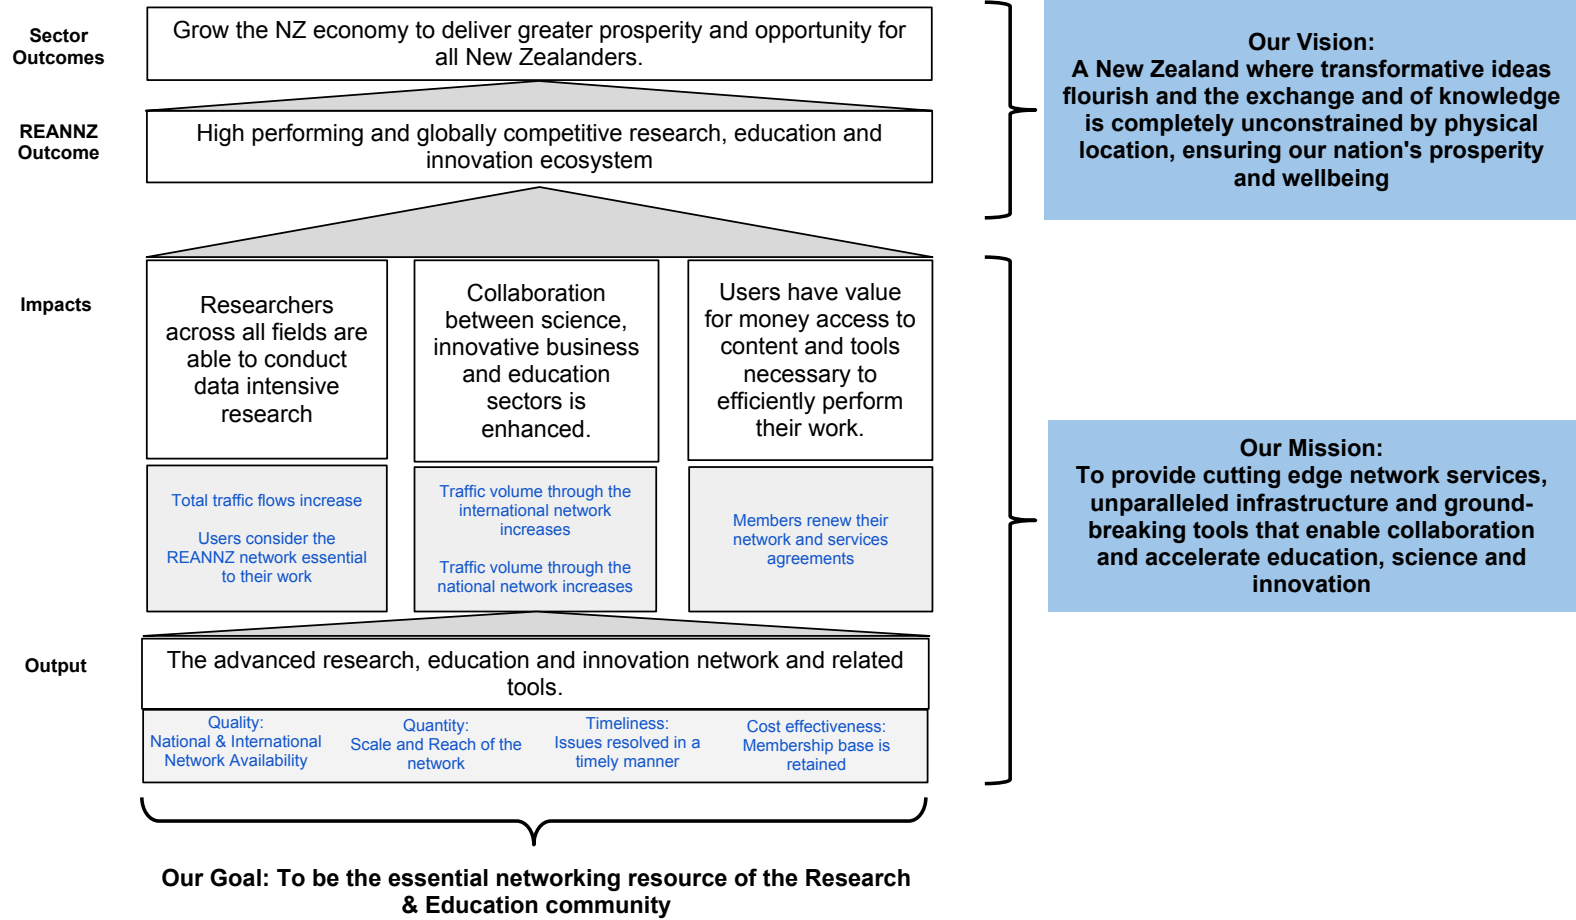 Sector
Outcomes
Grow the NZ economy to deliver greater prosperity and opportunity for
all New Zealanders.
REANNZ
Outcome
High performing and globally competitive research, education and
innovation ecosystem
Our Vision:
A New Zealand where transformative ideas
flourish and the exchange and of knowledge
is completely unconstrained by physical
location, ensuring our nation's prosperity
and wellbeing
Impacts
Researchers
across all fields are
able to conduct
data intensive
research
Collaboration
between science,
innovative business
and education
sectors is
enhanced.
Users have value
for money access to
content and tools
necessary to
efficiently perform
their work.
Total traffic flows increase
Users consider the
REANNZ network essential
to their work
Traffic volume through the
international network
increases
Traffic volume through the
national network increases
Members renew their
network and services
agreements
Our Mission:
To provide cutting edge network services,
unparalleled infrastructure and ground-
breaking tools that enable collaboration
and accelerate education, science and
innovation
Output
The advanced research, education and innovation network and related
tools.
Quality:
National & International
Network Availability
Quantity:
Scale and Reach of the
network
Timeliness:
Issues resolved in a
timely manner
Cost effectiveness:
Membership base is
retained
Our Goal: To be the essential networking resource of the Research
& Education community